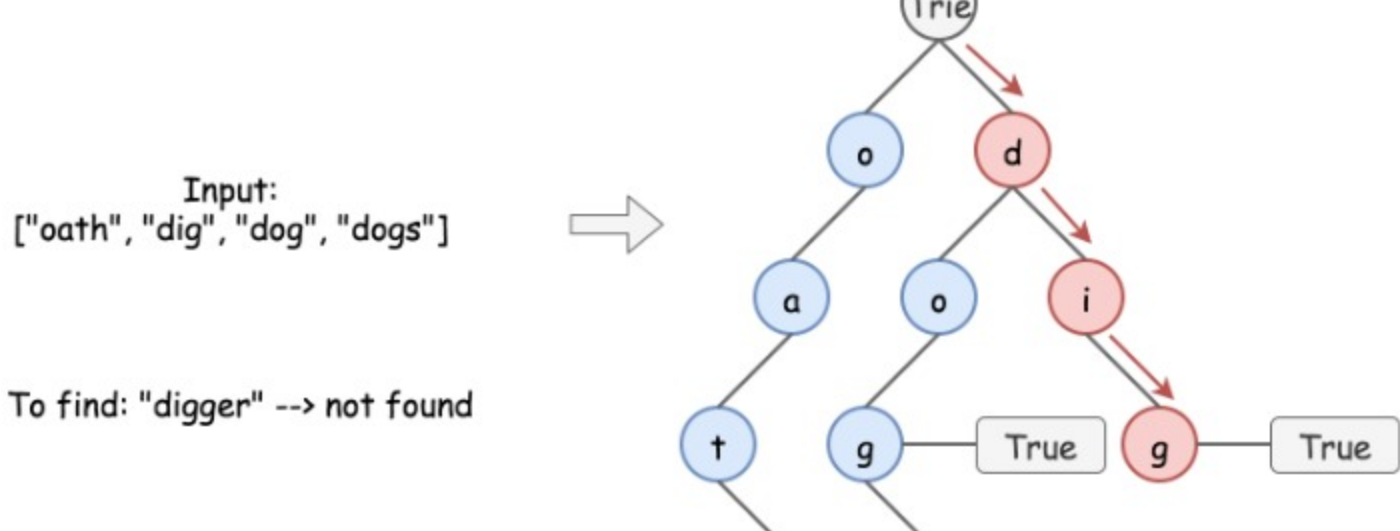 Trie
o
d
Input:
["oath", "dig", "dog", "dogs"]
a
o
i
To find: "digger" --> not found
t
g
True
g
True